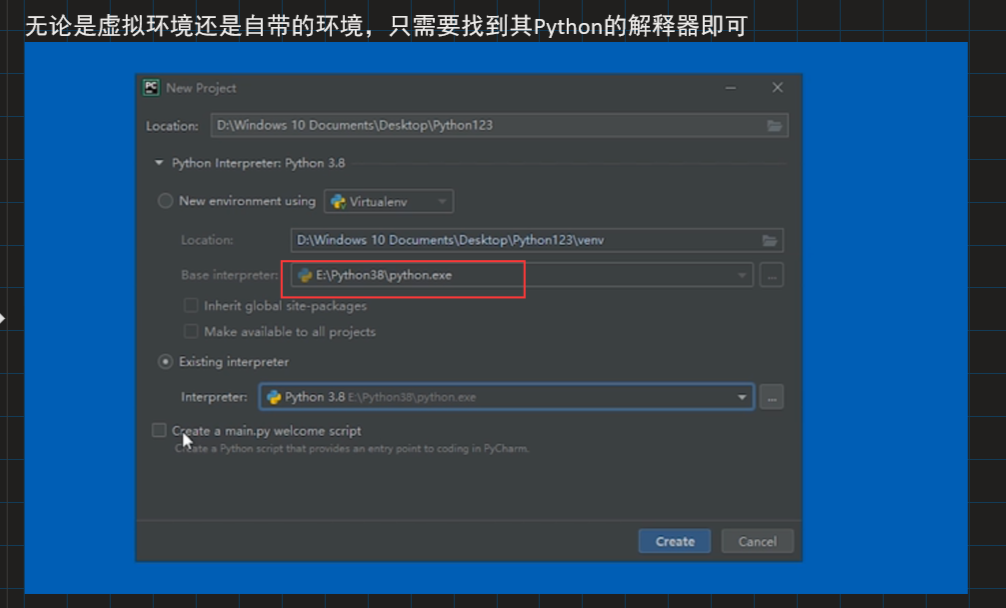 无论是虚拟环境还是自带的环境，只需要找到其Python的解释器即可
PC New Project
Location: D:\Windows 10 Documents\Desktop\Python123
Python Interpreter: Python 3.8
New environment using Virtualenv
Location: D:\Windows 10 Documents\Desktop\Python123\venv
Base interpreter: E:\Python38\python.exe ...
Inherit global site-packages
Make available to all projects
Existing interpreter
Interpreter: Python 3.8 E:\Python38\python.exe ...
Create a main.py welcome script
Create a Python script that provides an entry point to coding in PyCharm.
Create Cancel